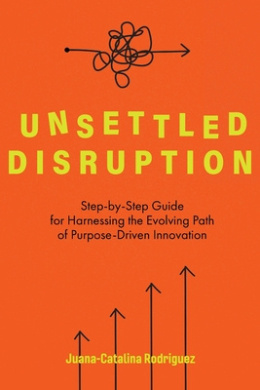 UNSETTLED
DISRUPTION
Step-by-Step Guide
for Harnessing the Evolving Path
of Purpose-Driven Innovation
Juana-Catalina Rodriguez